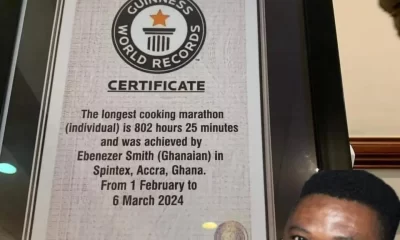 GUINNESS
WORLD RECORDS
CERTIFICATE
The longest cooking marathon
(individual) is 802 hours 25 minutes
and was achieved by
Ebenezer Smith (Ghanaian) in
Spintex, Accra, Ghana.
From 1 February to
6 March 2024